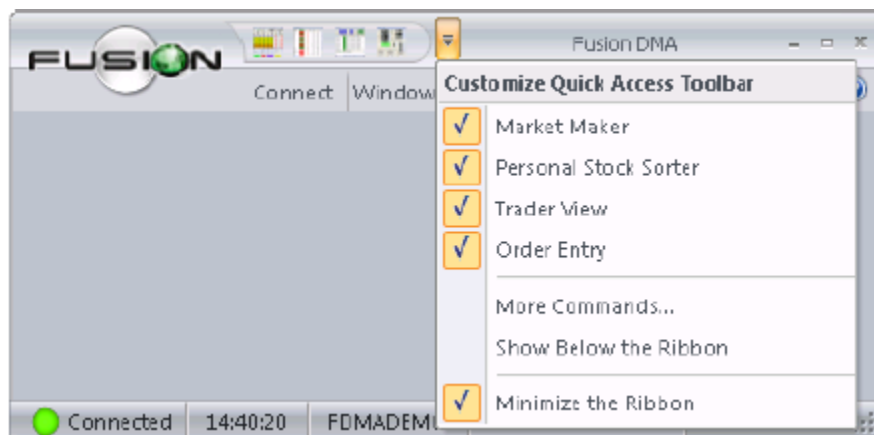 FUSION
Fusion DMA
Connect
Window
Customize Quick Access Toolbar
Market Maker
Personal Stock Sorter
Trader View
Order Entry
More Commands...
Show Below the Ribbon
Minimize the Ribbon
Connected 14:40:20